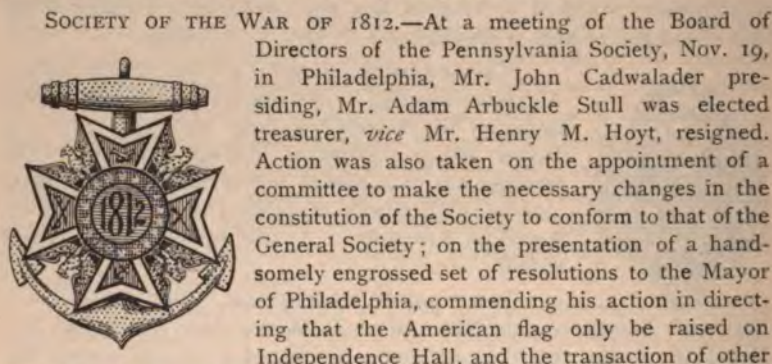 SOCIETY OF THE WAR OF 1812.—At a meeting of the Board of
Directors of the Pennsylvania Society, Nov. 19,
in Philadelphia, Mr. John Cadwalader pre-
siding, Mr. Adam Arbuckle Stull was elected
treasurer, vice Mr. Henry M. Hoyt, resigned.
Action was also taken on the appointment of a
committee to make the necessary changes in the
constitution of the Society to conform to that of the
General Society; on the presentation of a hand-
somely engrossed set of resolutions to the Mayor
of Philadelphia, commending his action in direct-
ing that the American flag only be raised on
Independence Hall, and the transaction of other
1812